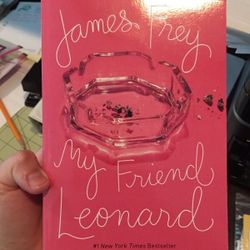 James Frey
My Friend
Leonard
#1 New York Times Bestseller